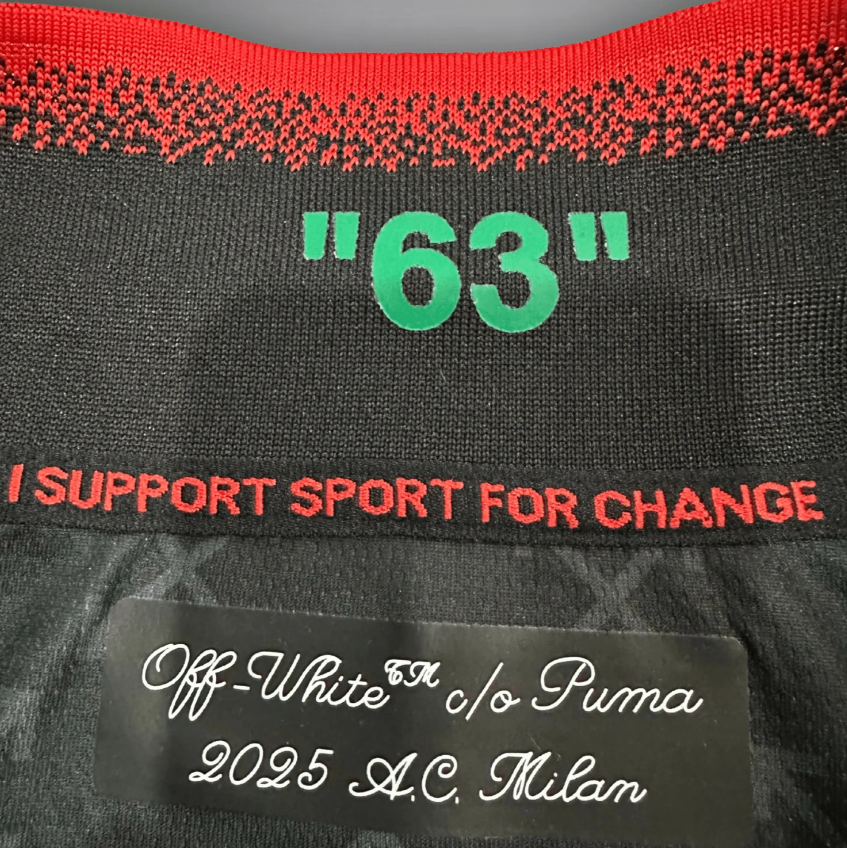 "63"
I SUPPORT SPORT FOR CHANGE
Off-White™ c/o Puma
2025 A.C. Milan